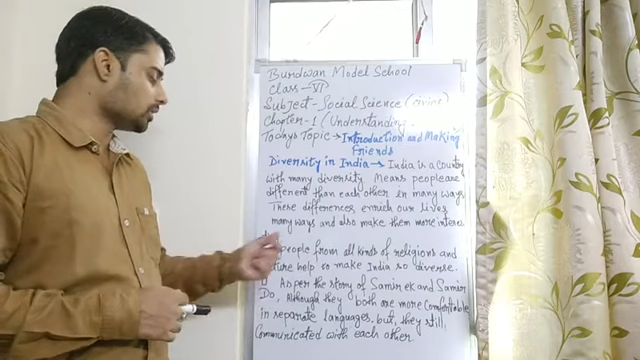 Burdwan Model School
Class - VI
Subject - Social Science (civics)
Chapter - 1 (Understanding
Todays Topic → Introduction and Making
Friends
Diversity in India → India is a Country
with many diversity. Means people are
different than each other in many ways
These differences enrich our lives
many ways and also make them more
people from all kinds of religions and
help to make India so diverse.
As per the story of Samir Ek and Samir
Do, Although they both are more Comfortable
in separate languages. but they still
Communicated with each other